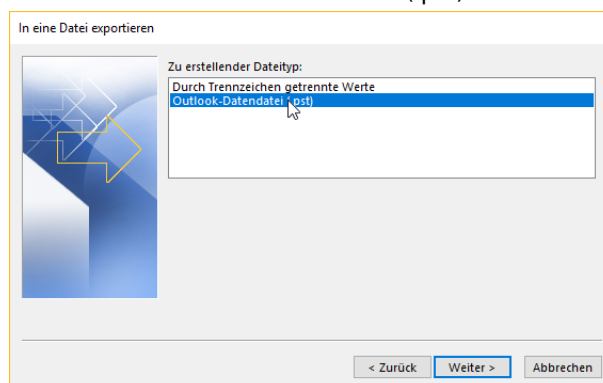 In eine Datei exportieren
Zu erstellender Dateityp:
Durch Trennzeichen getrennte Werte
Outlook-Datendatei (.pst)
< Zurück
Weiter >
Abbrechen